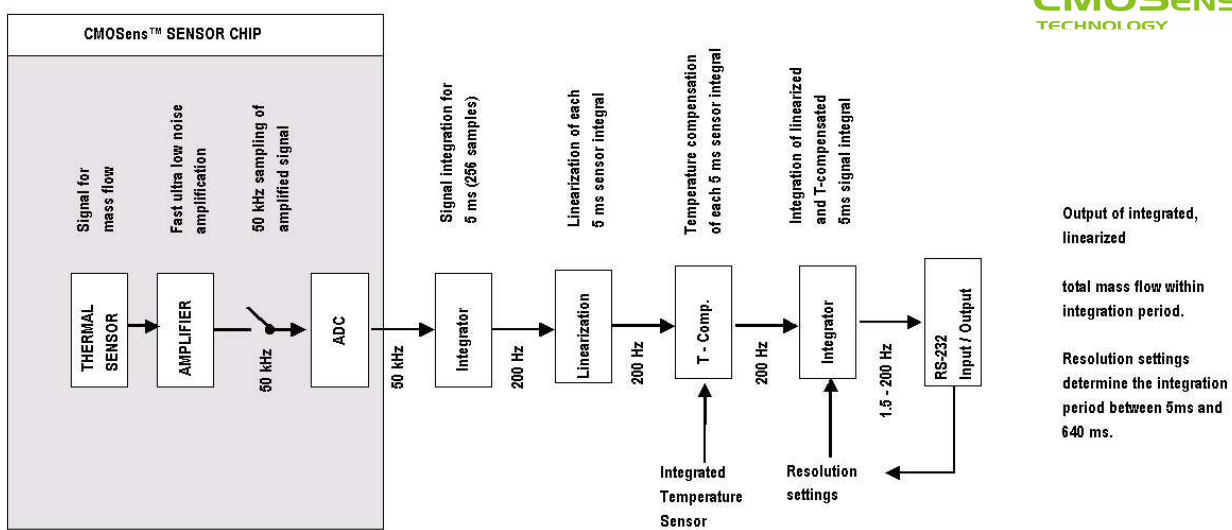 CMOSENS
TECHNOLOGY
CMOSens™ SENSOR CHIP
Signal for
mass flow
Fast ultra low noise
amplification
50 kHz sampling of
amplified signal
Signal integration for
5 ms (256 samples)
Linearization of each
5 ms sensor integral
Temperature compensation
of each 5 ms sensor integral
Integration of linearized
and T-compensated
5ms signal integral
THERMAL
SENSOR
AMPLIFIER
50 kHz
ADC
50 kHz
Integrator
200 Hz
Linearization
200 Hz
T - Comp.
200 Hz
Integrator
1.5 - 200 Hz
RS-232
Input / Output
Integrated
Temperature
Sensor
Resolution
settings
Output of integrated,
linearized
total mass flow within
integration period.
Resolution settings
determine the integration
period between 5ms and
640 ms.